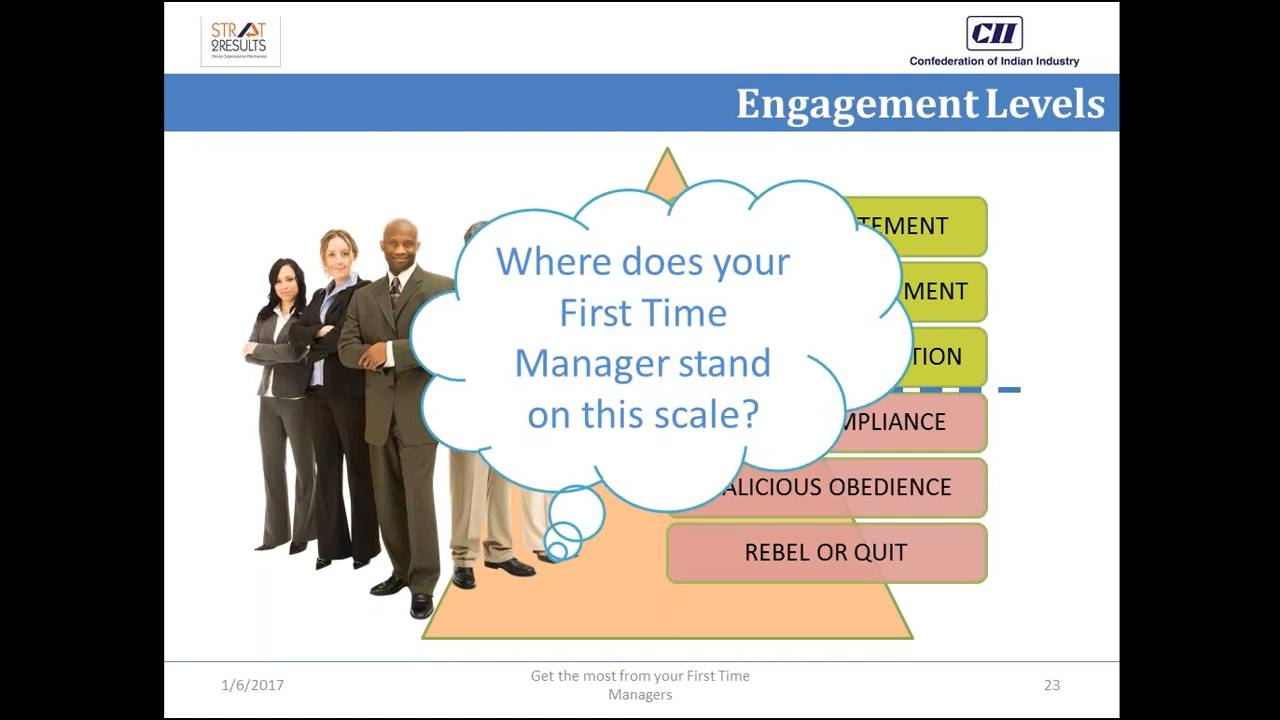 STRAT
2RESULTS
CII
Confederation of Indian Industry
Engagement Levels
Where does your
First Time
Manager stand
on this scale?
TEMENT
MENT
TION
MPLIANCE
ALICIOUS OBEDIENCE
REBEL OR QUIT
1/6/2017
Get the most from your First Time
Managers
23